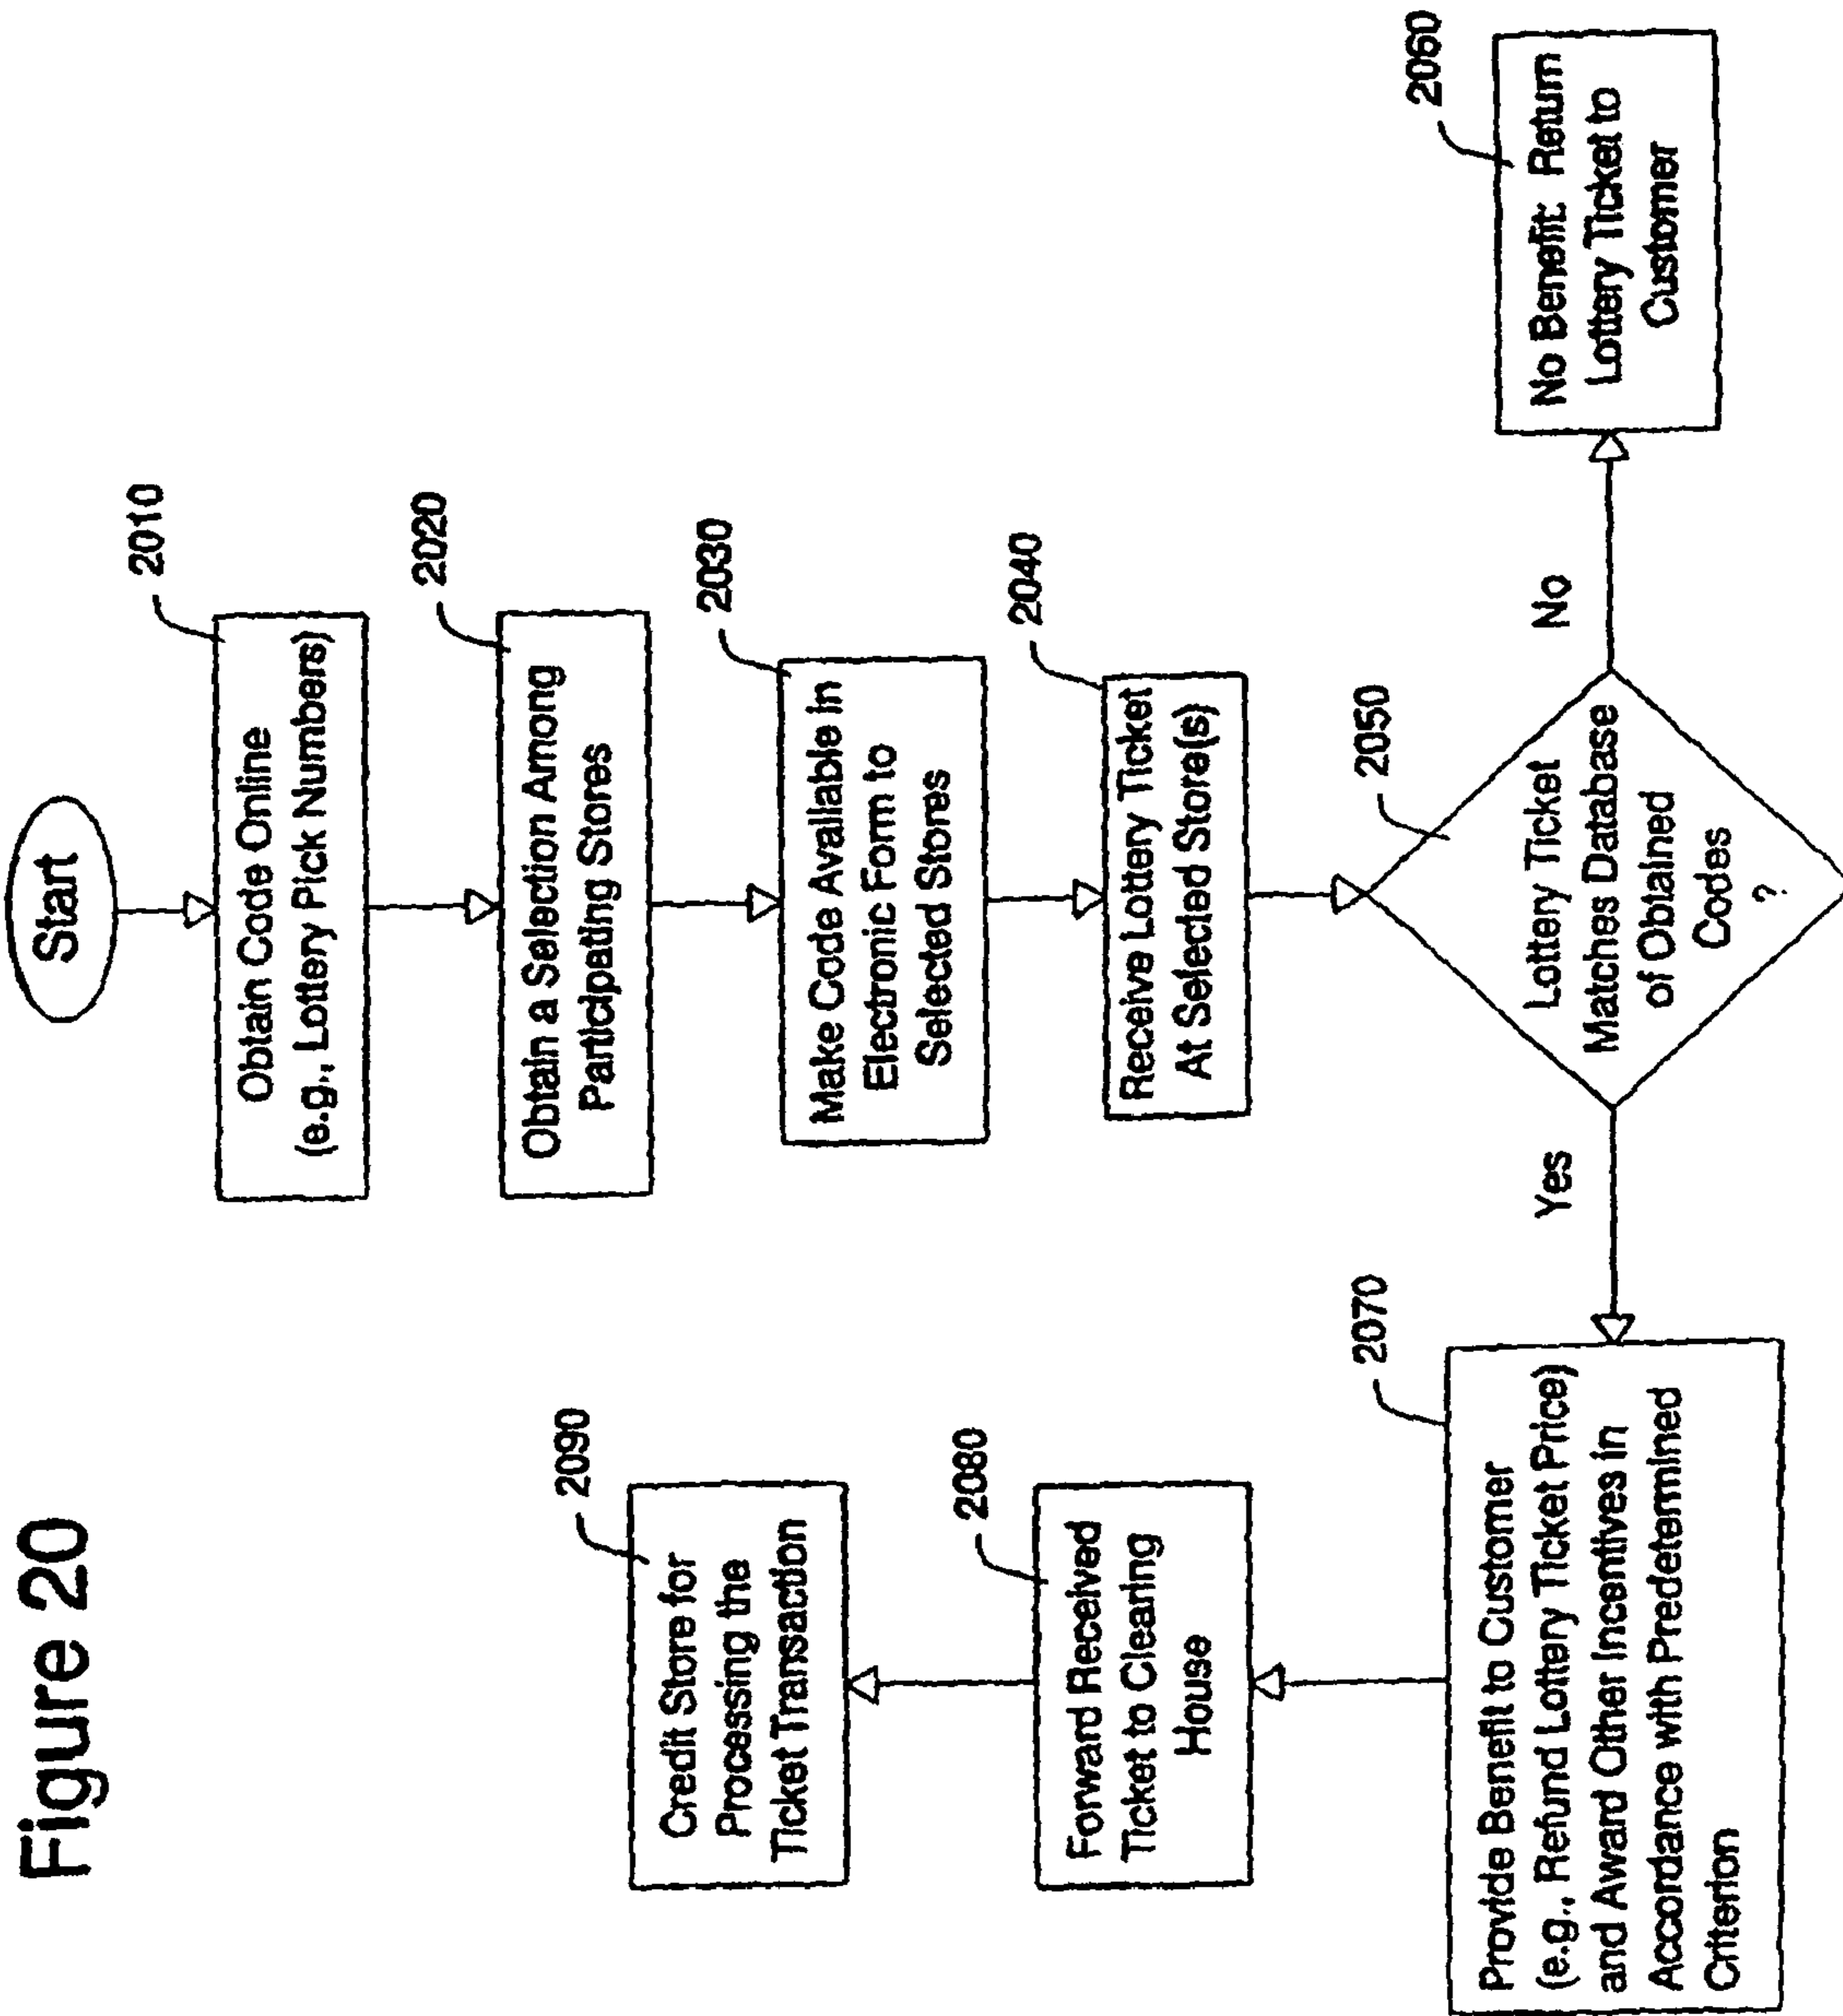 Figure 20
Start
2010
Obtain Code Online
(e.g., Lottery Pick Numbers)
2020
Obtain a Selection Among
Participating Stores
2030
Make Code Available in
Electronic Form to
Selected Stores
2040
Receive Lottery Ticket
At Selected Store(s)
2050
Lottery Ticket
Matches Database
of Obtained
Codes
?
No
2060
No Benefit: Return
Lottery Ticket to
Customer
Yes
2070
Provide Benefit to Customer
(e.g., Refund Lottery Ticket Price)
and Award Other Incentives in
Accordance with Predetermined
Criterion
2080
Forward Received
Ticket to Clearing
House
2090
Credit Store for
Processing the
Ticket Transaction